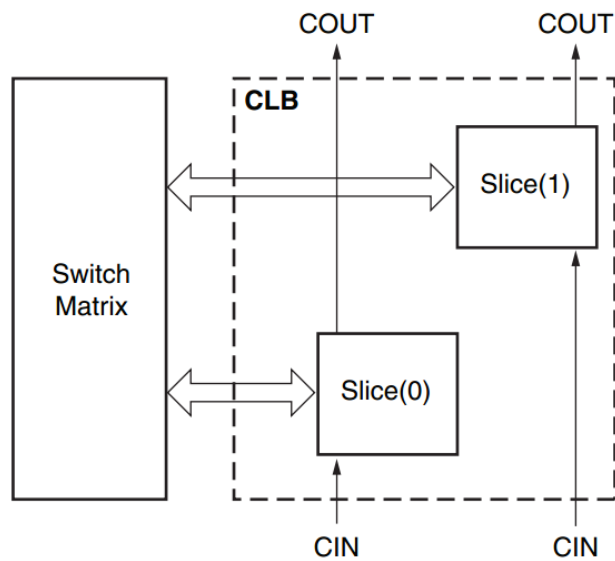 COUT
COUT
CLB
Slice(1)
Switch
Matrix
Slice(0)
CIN
CIN